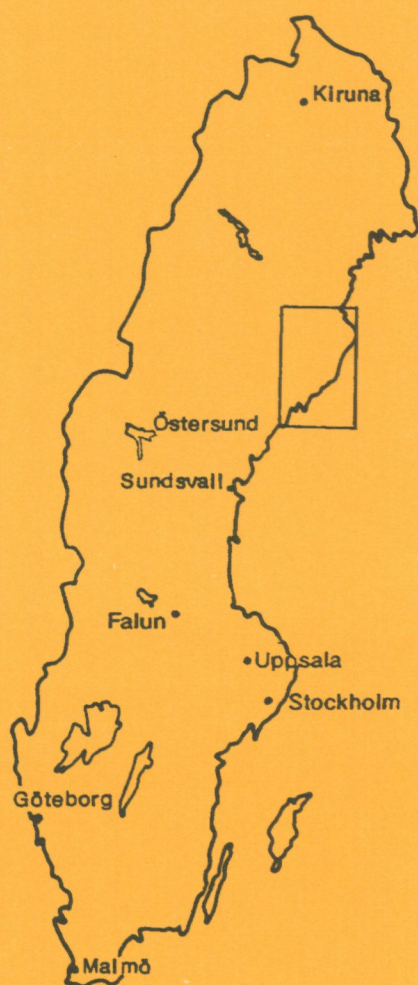 Kiruna
Östersund
Sundsvall
Falun
Uppsala
Stockholm
Göteborg
Malmö